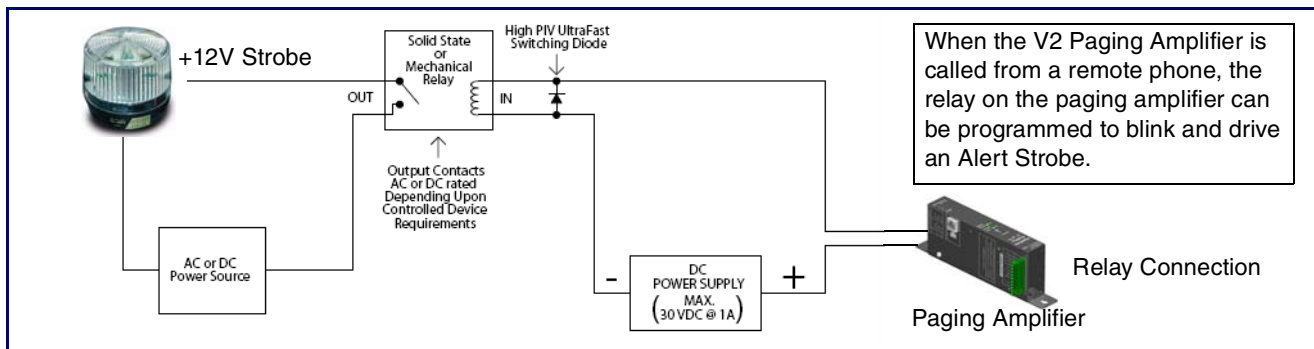 +12V Strobe
Solid State
or
Mechanical
Relay
OUT
IN
High PIV UltraFast
Switching Diode
Output Contacts
AC or DC rated
Depending Upon
Controlled Device
Requirements
AC or DC
Power Source
-
DC
POWER SUPPLY
MAX.
(30 VDC @ 1A)
+
When the V2 Paging Amplifier is
called from a remote phone, the
relay on the paging amplifier can
be programmed to blink and drive
an Alert Strobe.
Relay Connection
Paging Amplifier